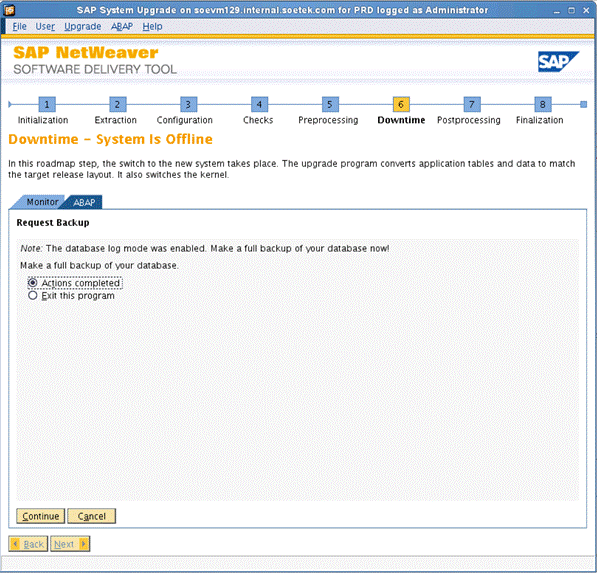 SAP System Upgrade on soevm129.internal.soetek.com for PRD logged as Administrator
File User Upgrade ABAP Help
SAP NetWeaver
SOFTWARE DELIVERY TOOL
SAP
1 2 3 4 5 6 7 8
Initialization Extraction Configuration Checks Preprocessing Downtime Postprocessing Finalization
Downtime - System Is Offline
In this roadmap step, the switch to the new system takes place. The upgrade program converts application tables and data to match
the target release layout. It also switches the kernel.
Monitor ABAP
Request Backup
Note: The database log mode was enabled. Make a full backup of your database now!
Make a full backup of your database.
Actions completed
Exit this program
Continue Cancel
Back Next